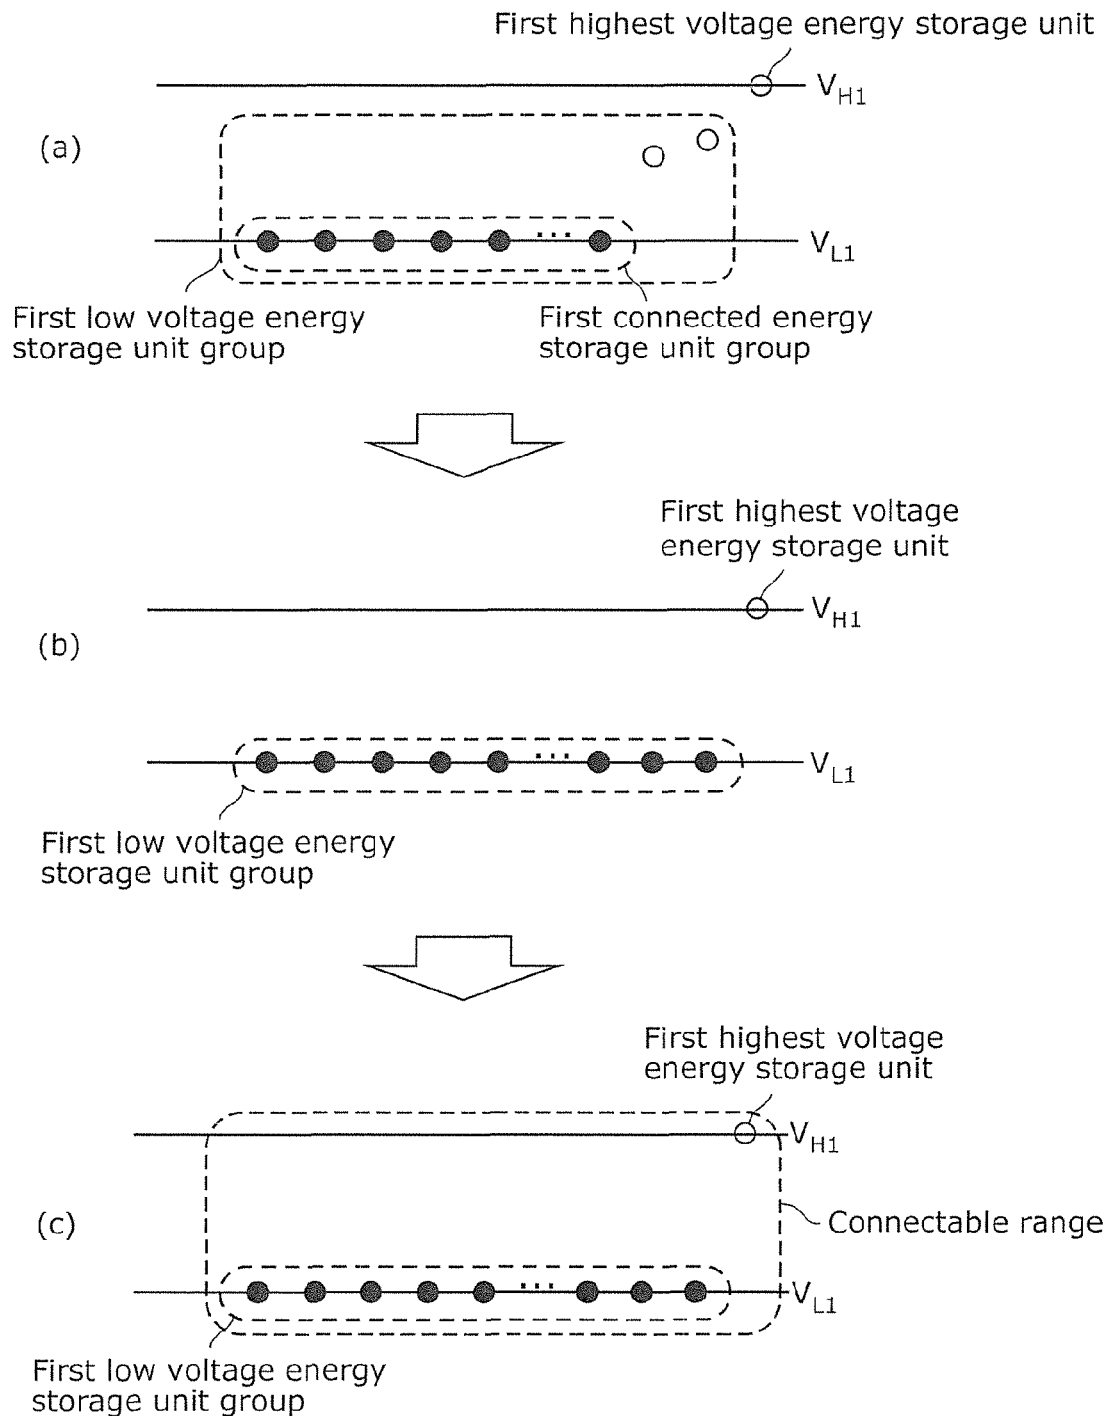 First highest voltage energy storage unit
V_H1
(a)
...
V_L1
First low voltage energy
storage unit group
First connected energy
storage unit group
First highest voltage
energy storage unit
V_H1
(b)
...
V_L1
First low voltage energy
storage unit group
First highest voltage
energy storage unit
V_H1
(c)
Connectable range
...
V_L1
First low voltage energy
storage unit group